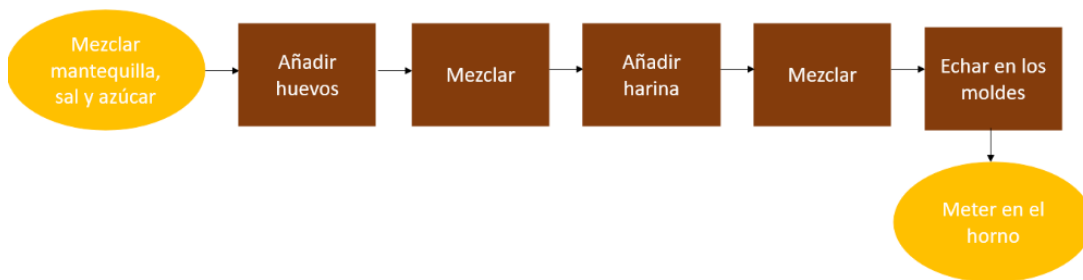 Mezclar
mantequilla,
sal y azúcar
Añadir
huevos
Mezclar
Añadir
harina
Mezclar
Echar en los
moldes
Meter en el
horno